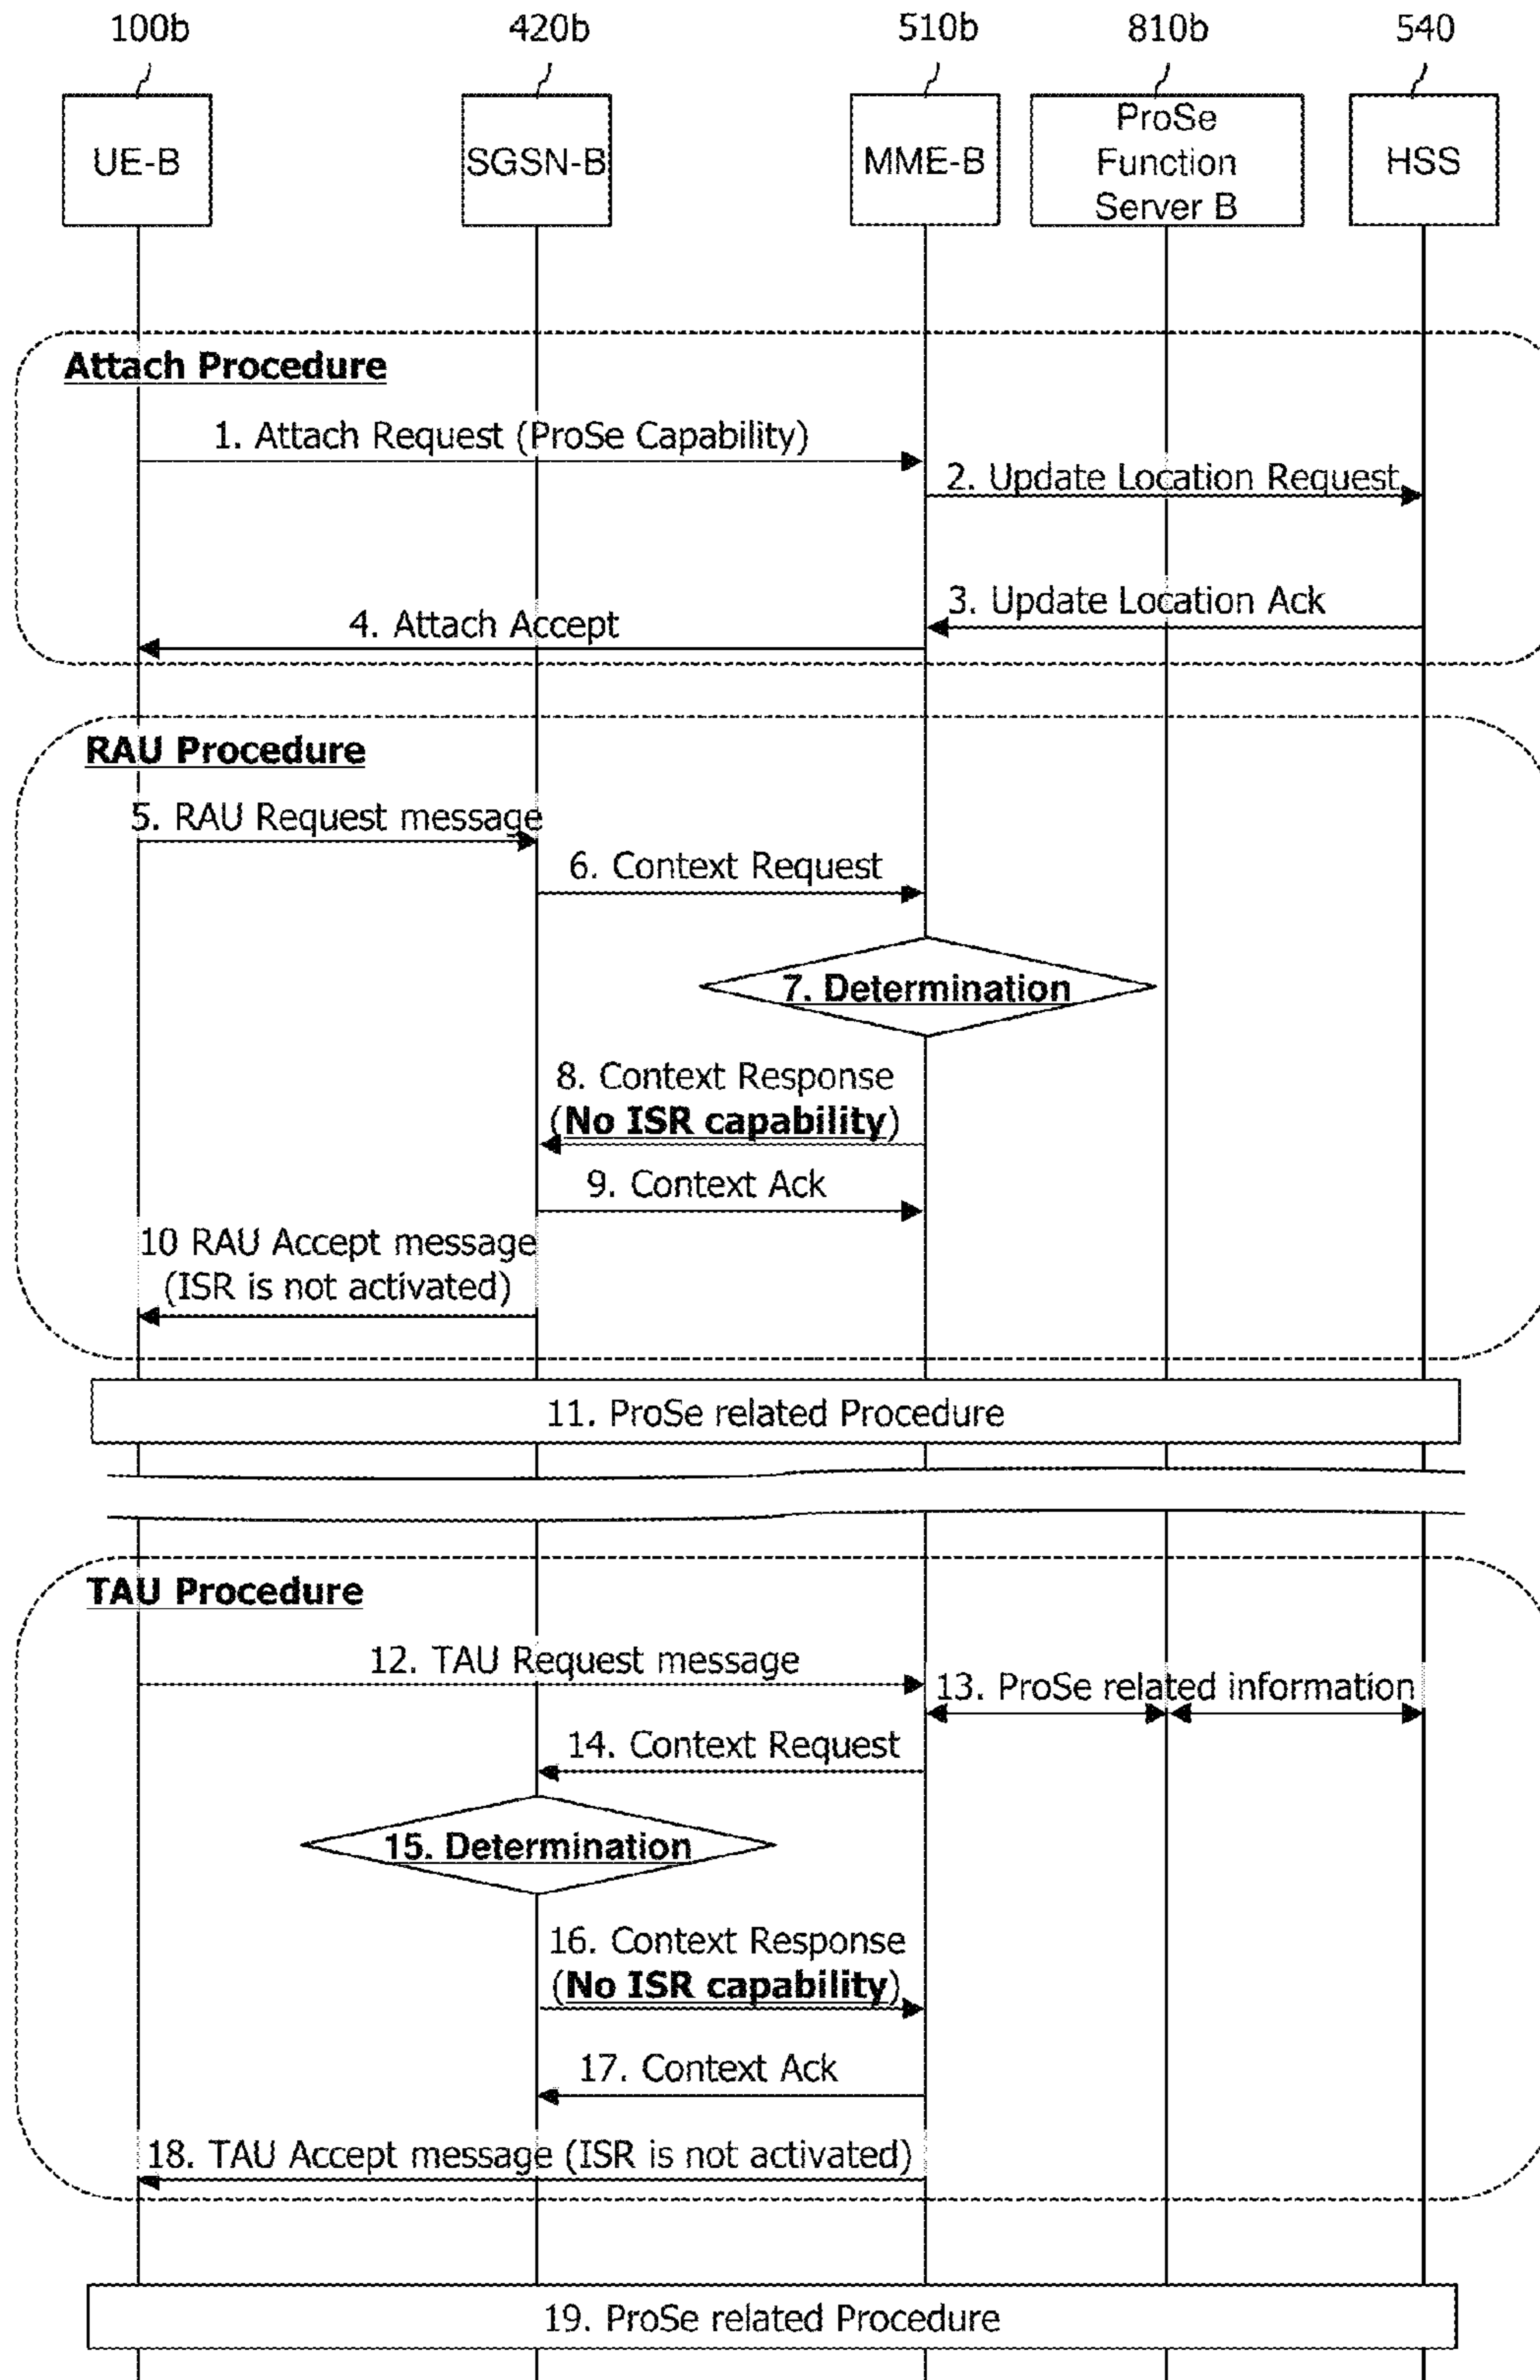 100b
420b
510b
810b
540
UE-B
SGSN-B
MME-B
ProSe
Function
Server B
HSS
Attach Procedure
1. Attach Request (ProSe Capability)
2. Update Location Request
3. Update Location Ack
4. Attach Accept
RAU Procedure
5. RAU Request message
6. Context Request
7. Determination
8. Context Response
(No ISR capability)
9. Context Ack
10 RAU Accept message
(ISR is not activated)
11. ProSe related Procedure
TAU Procedure
12. TAU Request message
13. ProSe related information
14. Context Request
15. Determination
16. Context Response
(No ISR capability)
17. Context Ack
18. TAU Accept message (ISR is not activated)
19. ProSe related Procedure